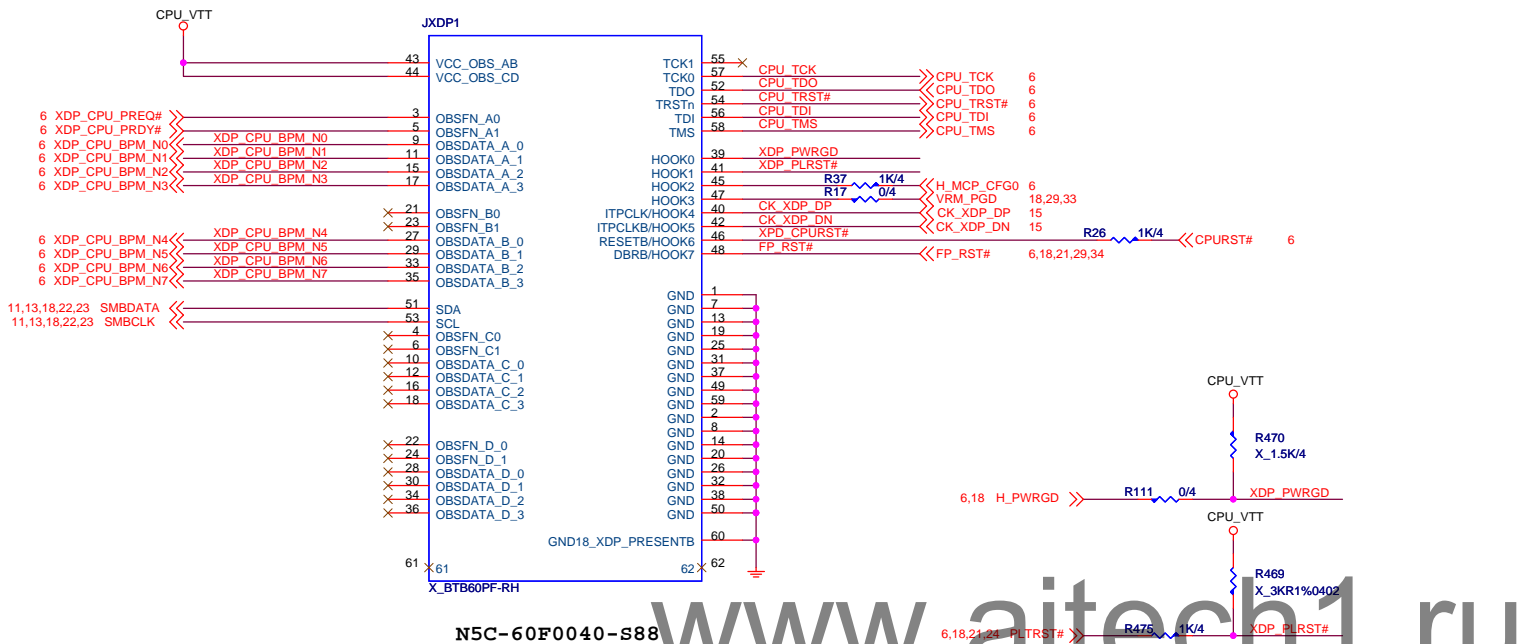 CPU_VTT
JXDP1
43 VCC_OBS_AB
44 VCC_OBS_CD
6 XDP_CPU_PREQ# 3 OBSFN_A0
6 XDP_CPU_PRDY# 5 OBSFN_A1
6 XDP_CPU_BPM_N0 XDP_CPU_BPM_N0 9 OBSDATA_A_0
6 XDP_CPU_BPM_N1 XDP_CPU_BPM_N1 11 OBSDATA_A_1
6 XDP_CPU_BPM_N2 XDP_CPU_BPM_N2 15 OBSDATA_A_2
6 XDP_CPU_BPM_N3 XDP_CPU_BPM_N3 17 OBSDATA_A_3
21 OBSFN_B0
23 OBSFN_B1
6 XDP_CPU_BPM_N4 XDP_CPU_BPM_N4 27 OBSDATA_B_0
6 XDP_CPU_BPM_N5 XDP_CPU_BPM_N5 29 OBSDATA_B_1
6 XDP_CPU_BPM_N6 XDP_CPU_BPM_N6 33 OBSDATA_B_2
6 XDP_CPU_BPM_N7 XDP_CPU_BPM_N7 35 OBSDATA_B_3
11,13,18,22,23 SMBDATA 51 SDA
11,13,18,22,23 SMBCLK 53 SCL
4 OBSFN_C0
6 OBSFN_C1
10 OBSDATA_C_0
12 OBSDATA_C_1
16 OBSDATA_C_2
18 OBSDATA_C_3
22 OBSFN_D_0
24 OBSFN_D_1
28 OBSDATA_D_0
30 OBSDATA_D_1
34 OBSDATA_D_2
36 OBSDATA_D_3
61 61
TCK1 55
TCK0 57 CPU_TCK CPU_TCK 6
TDO 52 CPU_TDO CPU_TDO 6
TRSTn 54 CPU_TRST# CPU_TRST# 6
TDI 56 CPU_TDI CPU_TDI 6
TMS 58 CPU_TMS CPU_TMS 6
HOOK0 39 XDP_PWRGD
HOOK1 41 XDP_PLRST#
HOOK2 45 R37 1K/4 H_MCP_CFG0 6
HOOK3 47 R17 0/4 VRM_PGD 18,29,33
ITPCLK/HOOK4 40 CK_XDP_DP CK_XDP_DP 15
ITPCLKB/HOOK5 42 CK_XDP_DN CK_XDP_DN 15
RESETB/HOOK6 46 XPD_CPURST# R26 1K/4 CPURST# 6
DBRB/HOOK7 48 FP_RST# FP_RST# 6,18,21,29,34
GND 1
GND 7
GND 13
GND 19
GND 25
GND 31
GND 37
GND 49
GND 59
GND 2
GND 8
GND 14
GND 20
GND 26
GND 32
GND 38
GND 50
GND18_XDP_PRESENTB 60
62 62
X_BTB60PF-RH
N5C-60F0040-S88
CPU_VTT
R470
X_1.5K/4
6,18 H_PWRGD R111 0/4 XDP_PWRGD
CPU_VTT
R469
X_3KR1%0402
6,18,21,24 PLTRST# R475 1K/4 XDP_PLRST#
www.aitech1.ru